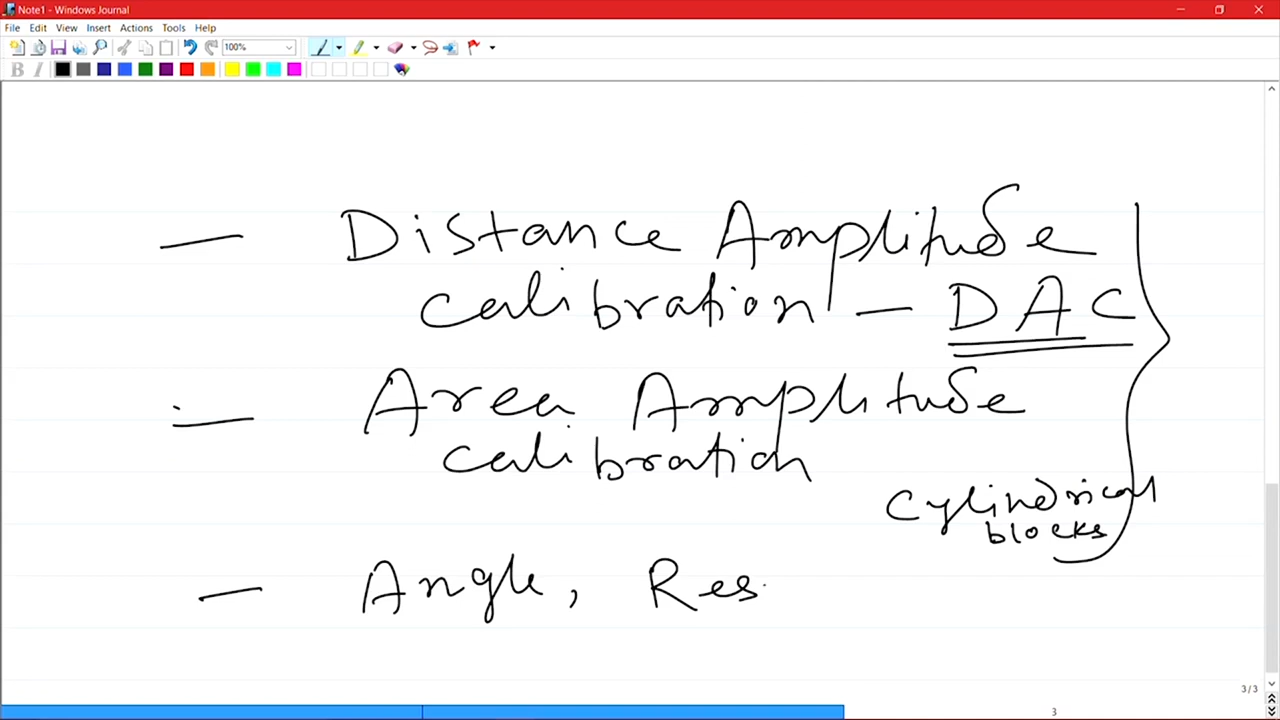 Note1 - Windows Journal
File Edit View Insert Actions Tools Help
100%
B I
— Distance Amplitude
calibration — DAC
— Area Amplitude
calibration
Cylindrical
blocks
— Angle, Res
3/3
3